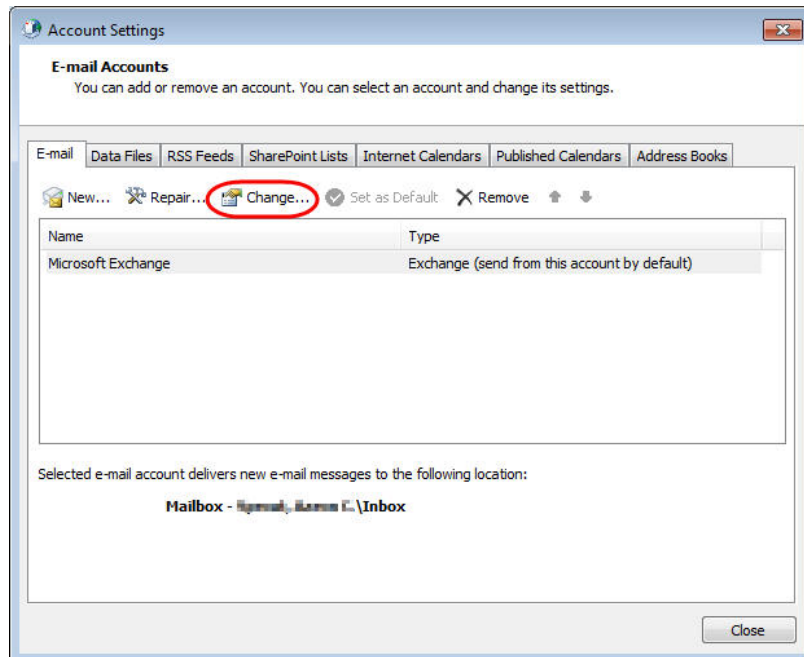 Account Settings
E-mail Accounts
You can add or remove an account. You can select an account and change its settings.
E-mail Data Files RSS Feeds SharePoint Lists Internet Calendars Published Calendars Address Books
New... Repair... Change... Set as Default Remove
Name Type
Microsoft Exchange Exchange (send from this account by default)
Selected e-mail account delivers new e-mail messages to the following location:
Mailbox - \Inbox
Close